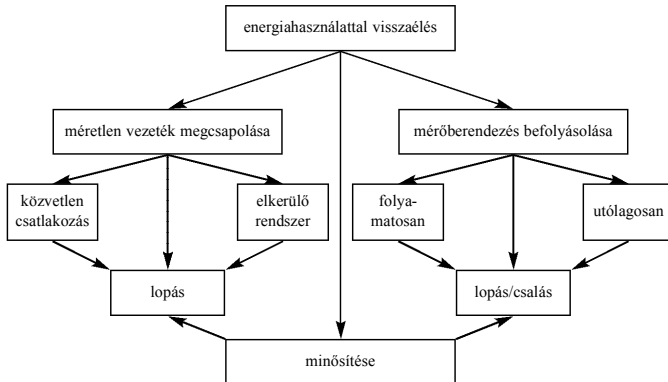 energiahasználattal visszaélés
méretlen vezeték megcsapolása
mérőberendezés befolyásolása
közvetlen
csatlakozás
elkerülő
rendszer
folya-
matosan
utólagosan
lopás
lopás/csalás
minősítése